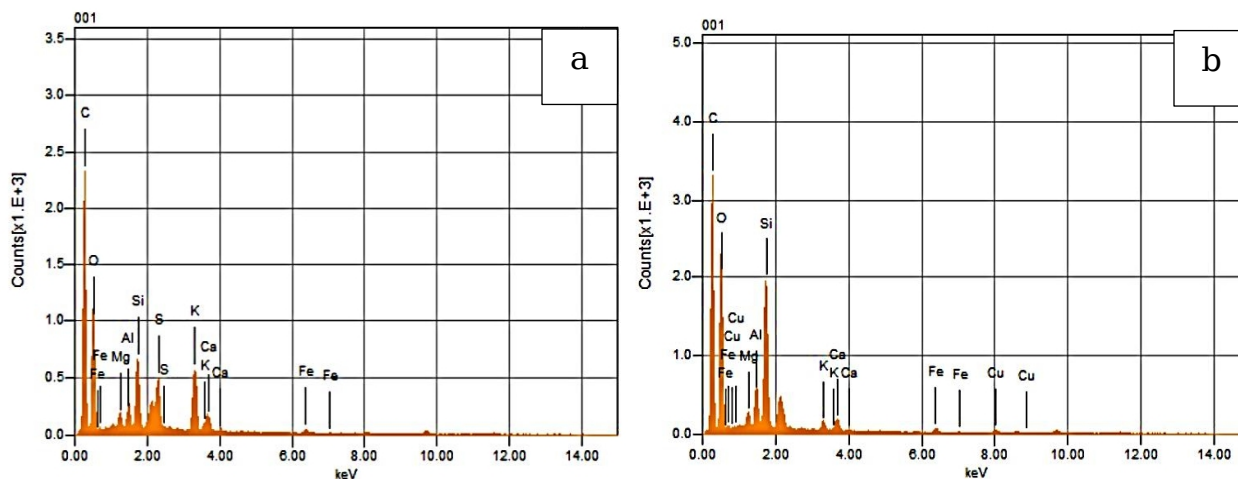 001
a
3.5
3.0
2.5
2.0
1.5
1.0
0.5
0.0
Counts[x1.E+3]
C
O
Fe
Fe
Mg
Al
Si
S
S
K
Ca
K
Ca
Fe
Fe
0.00 2.00 4.00 6.00 8.00 10.00 12.00 14.00
keV
001
b
5.0
4.0
3.0
2.0
1.0
0.0
Counts[x1.E+3]
C
O
Si
Cu
Cu
Fe
Fe
Mg
Al
K
Ca
K
Ca
Fe
Fe
Cu
Cu
0.00 2.00 4.00 6.00 8.00 10.00 12.00 14.00
keV